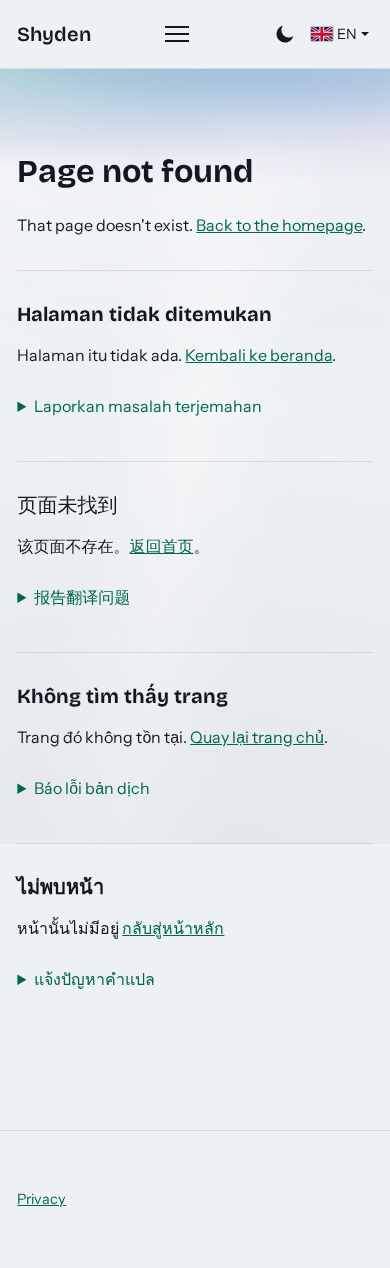 Shyden
EN
Page not found
That page doesn't exist. Back to the homepage.
Halaman tidak ditemukan
Halaman itu tidak ada. Kembali ke beranda.
Laporkan masalah terjemahan
页面未找到
该页面不存在。返回首页。
报告翻译问题
Không tìm thấy trang
Trang đó không tồn tại. Quay lại trang chủ.
Báo lỗi bản dịch
ไม่พบหน้า
หน้านั้นไม่มีอยู่ กลับสู่หน้าหลัก
แจ้งปัญหาคำแปล
Privacy